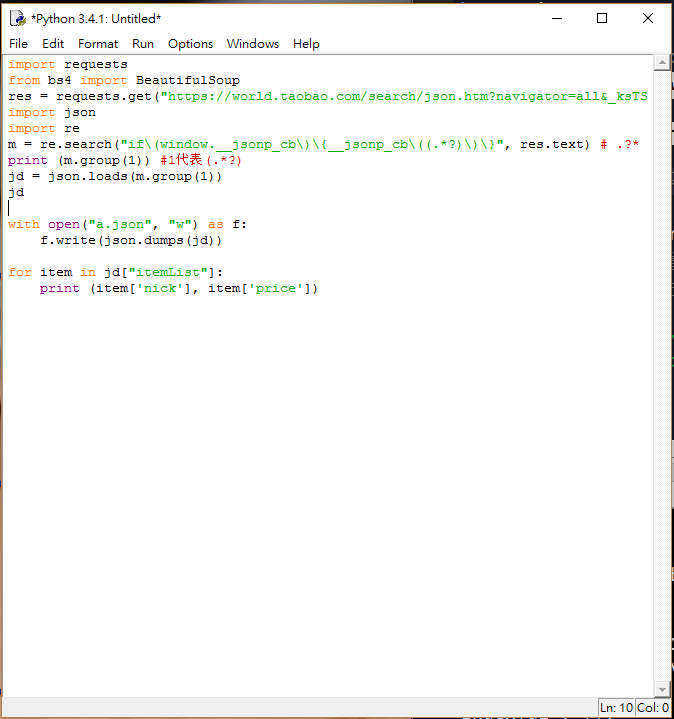 *Python 3.4.1: Untitled*
File Edit Format Run Options Windows Help
import requests
from bs4 import BeautifulSoup
res = requests.get("https://world.taobao.com/search/json.htm?navigator=all&_ksTS
import json
import re
m = re.search("if\(window.__jsonp_cb\)\{__jsonp_cb\((.*?)\)\}", res.text) # .?*
print (m.group(1)) #1代表(.*?)
jd = json.loads(m.group(1))
jd
with open("a.json", "w") as f:
    f.write(json.dumps(jd))
for item in jd["itemList"]:
    print (item['nick'], item['price'])
Ln: 10 Col: 0